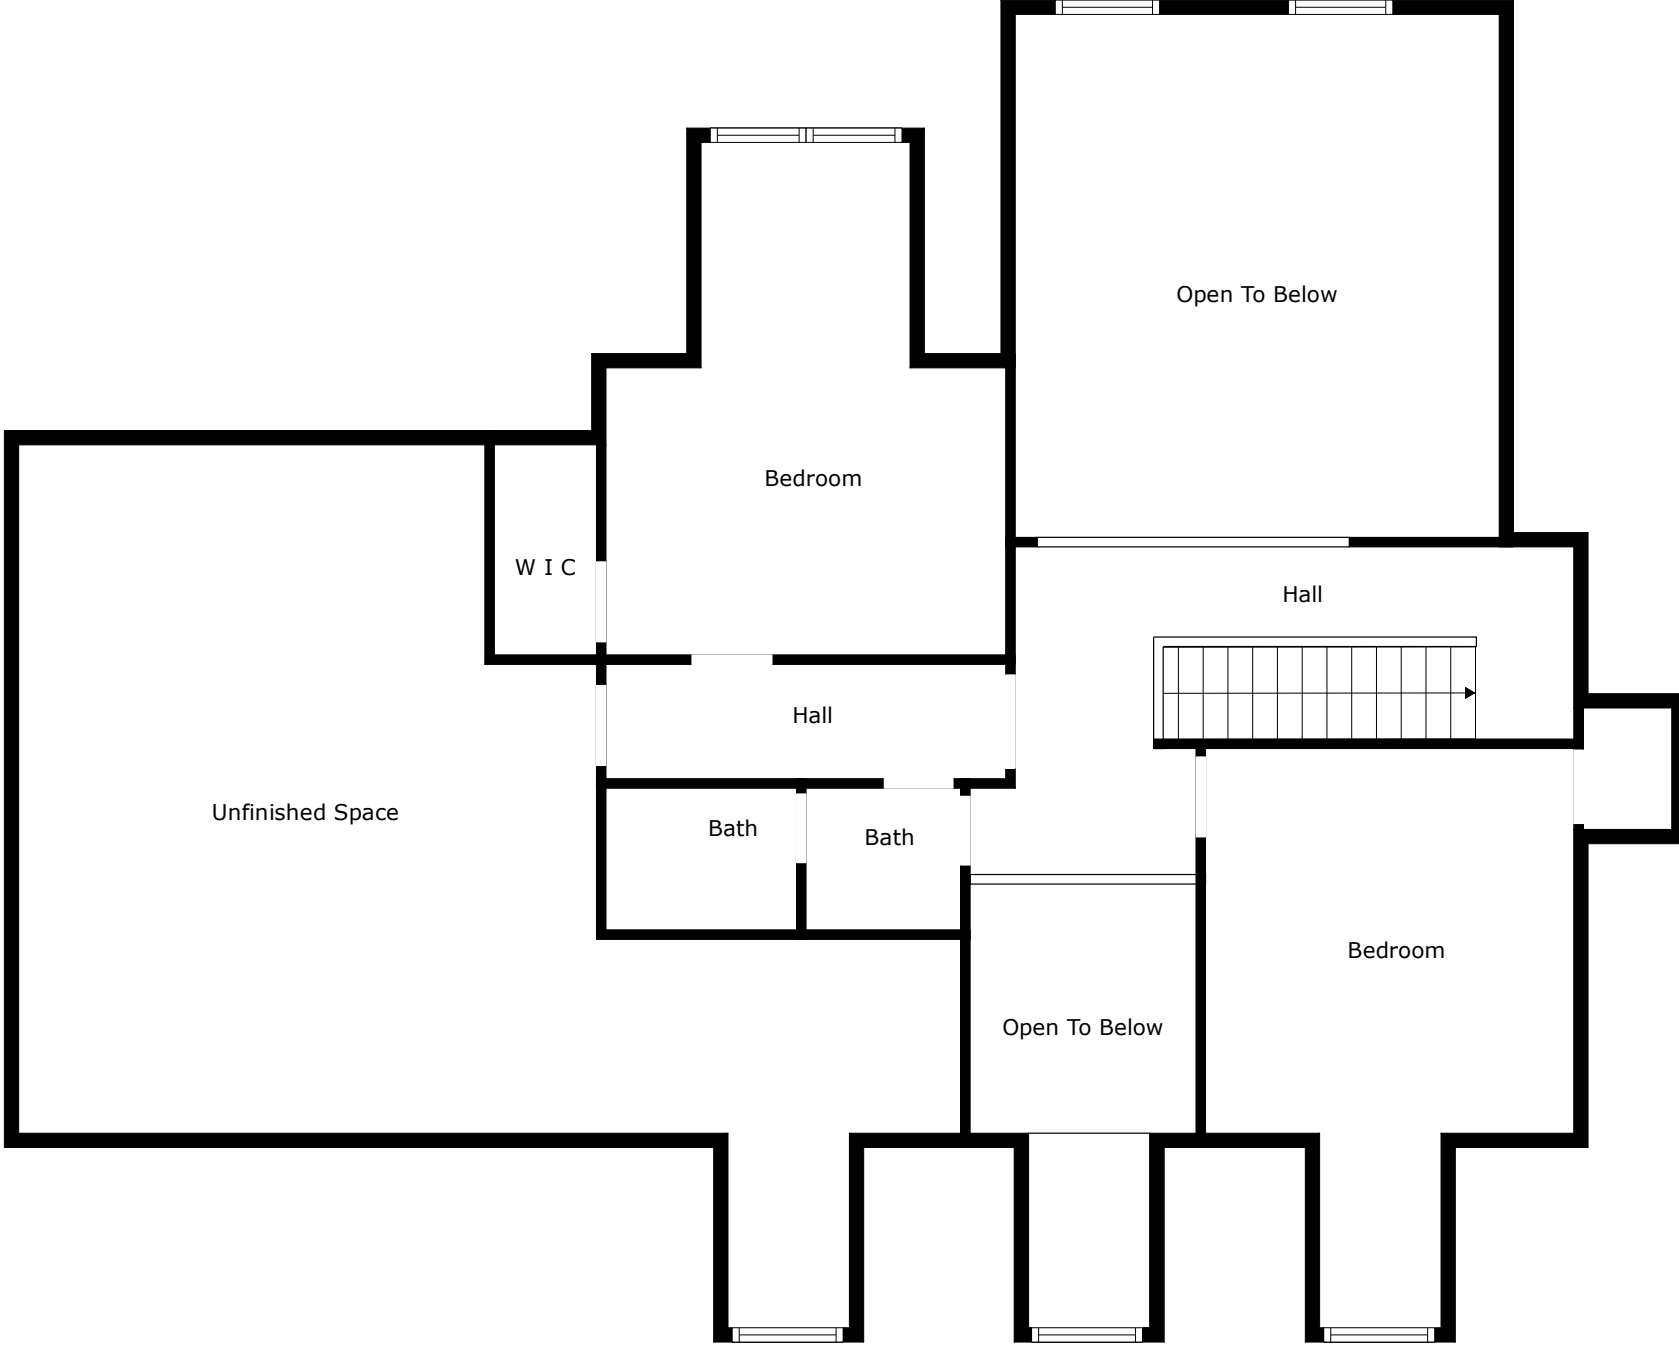 Open To Below
Bedroom
W I C
Hall
Hall
Unfinished Space
Bath
Bath
Bedroom
Open To Below